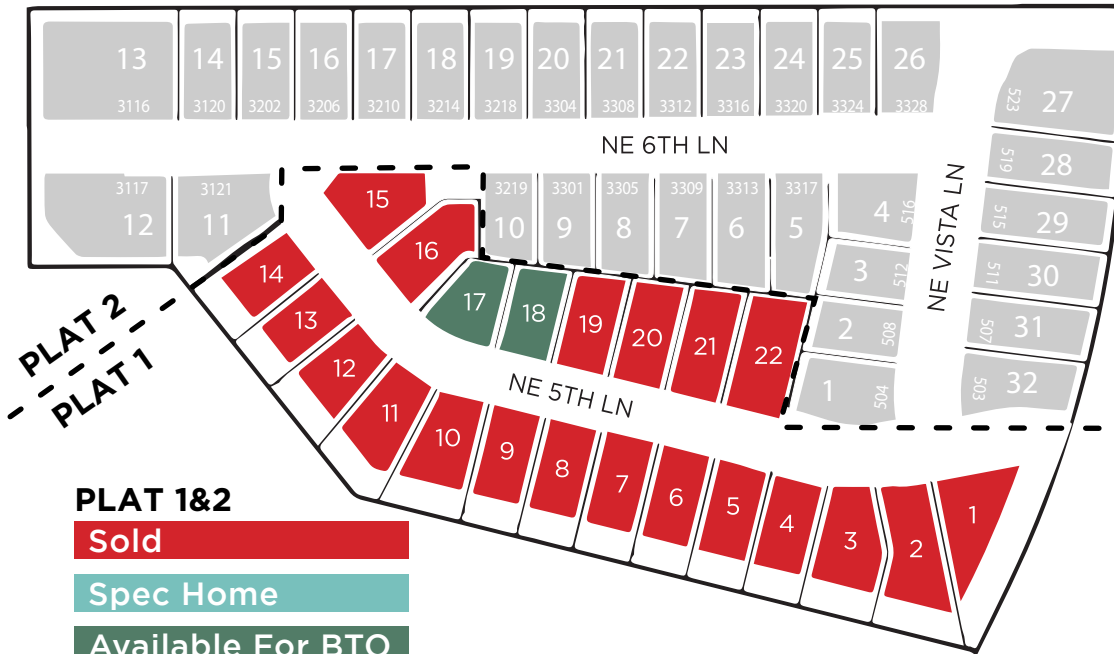 13 14 15 16 17 18 19 20 21 22 23 24 25 26
3116 3120 3202 3206 3210 3214 3218 3304 3308 3312 3316 3320 3324 3328
523 27
NE 6TH LN
519 28
3117 3121 3219 3301 3305 3309 3313 3317
12 11 10 9 8 7 6 5
4 516
515 29
NE VISTA LN
15
16
3 512
511 30
14
17 18 19 20 21 22
2 508
507 31
13
12
11
1 504
503 32
NE 5TH LN
PLAT 2
PLAT 1
10 9 8 7 6 5 4 3 2 1
PLAT 1&2
Sold
Spec Home
Available For BTO